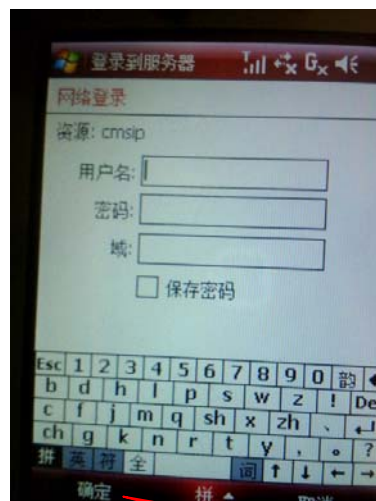 登录到服务器
网络登录
资源: cmsip
用户名:
密码:
域:
保存密码
Esc 1 2 3 4 5 6 7 8 9 0 韵
b d h l p s w z ! De
c f j m q sh x zh 、
ch g k n r t y , 。 ?
拼 英 符 全 词 ↑ ↓ ← →
确定 拼 取消